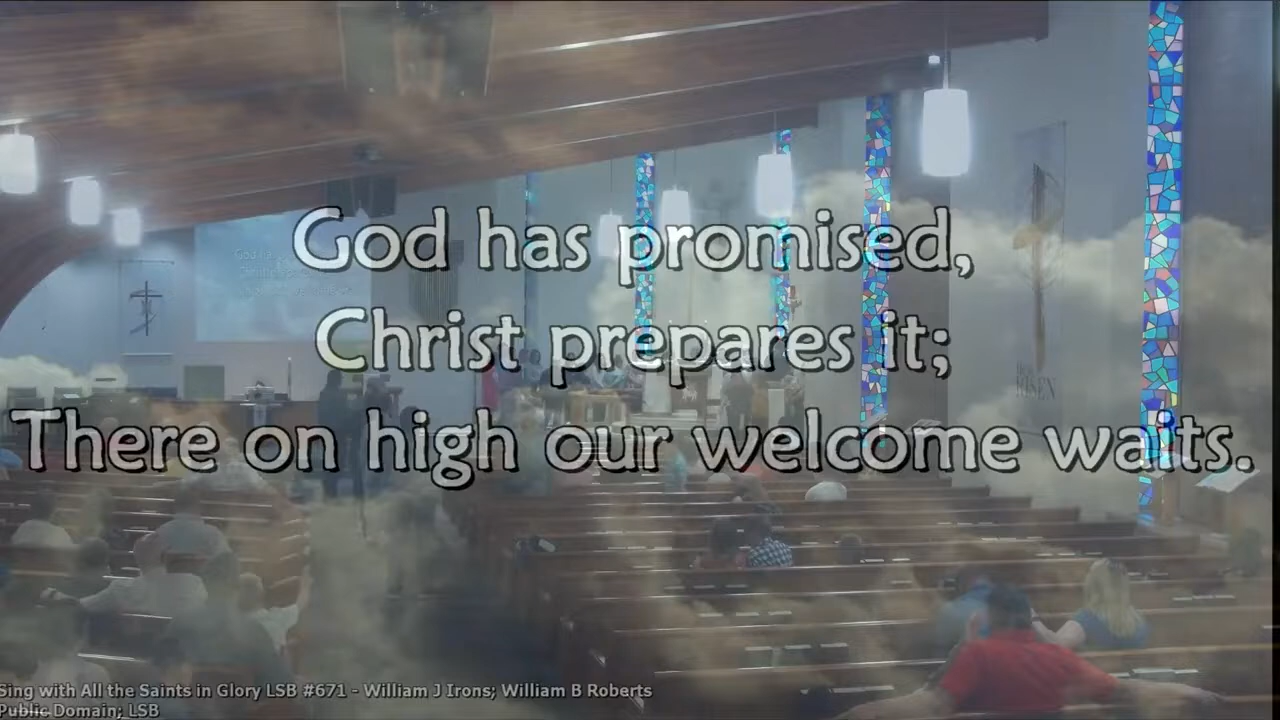 God has promised,
Christ prepares it;
There on high our welcome waits.
RISEN
Sing with All the Saints in Glory LSB #671 - William J Irons; William B Roberts
Public Domain; LSB